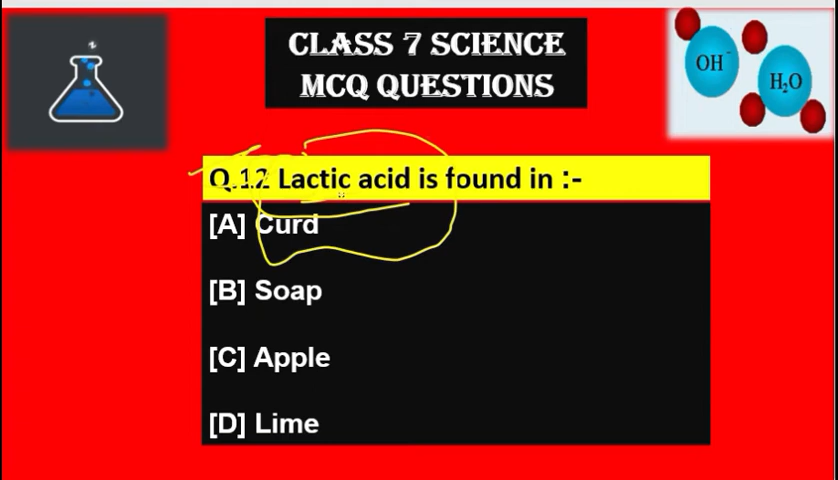 CLASS 7 SCIENCE
MCQ QUESTIONS
OH⁻
H₂O
Q.12 Lactic acid is found in :-
[A] Curd
[B] Soap
[C] Apple
[D] Lime